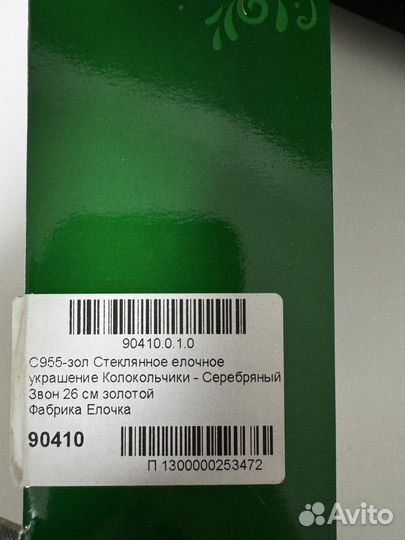 90410.0.1.0
С955-зол Стеклянное елочное
украшение Колокольчики - Серебряный
Звон 26 см золотой
Фабрика Елочка
90410
П 1300000253472
Avito